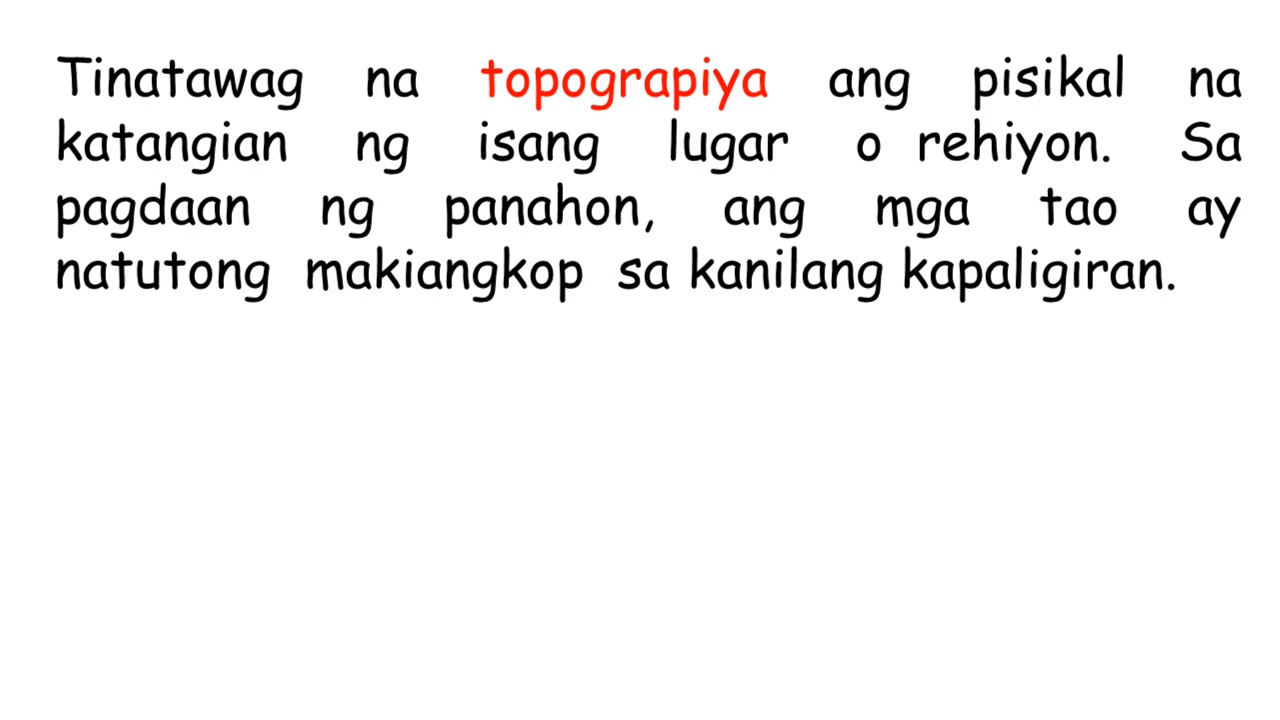 Tinatawag na topograpiya ang pisikal na
katangian ng isang lugar o rehiyon. Sa
pagdaan ng panahon, ang mga tao ay
natutong makiangkop sa kanilang kapaligiran.